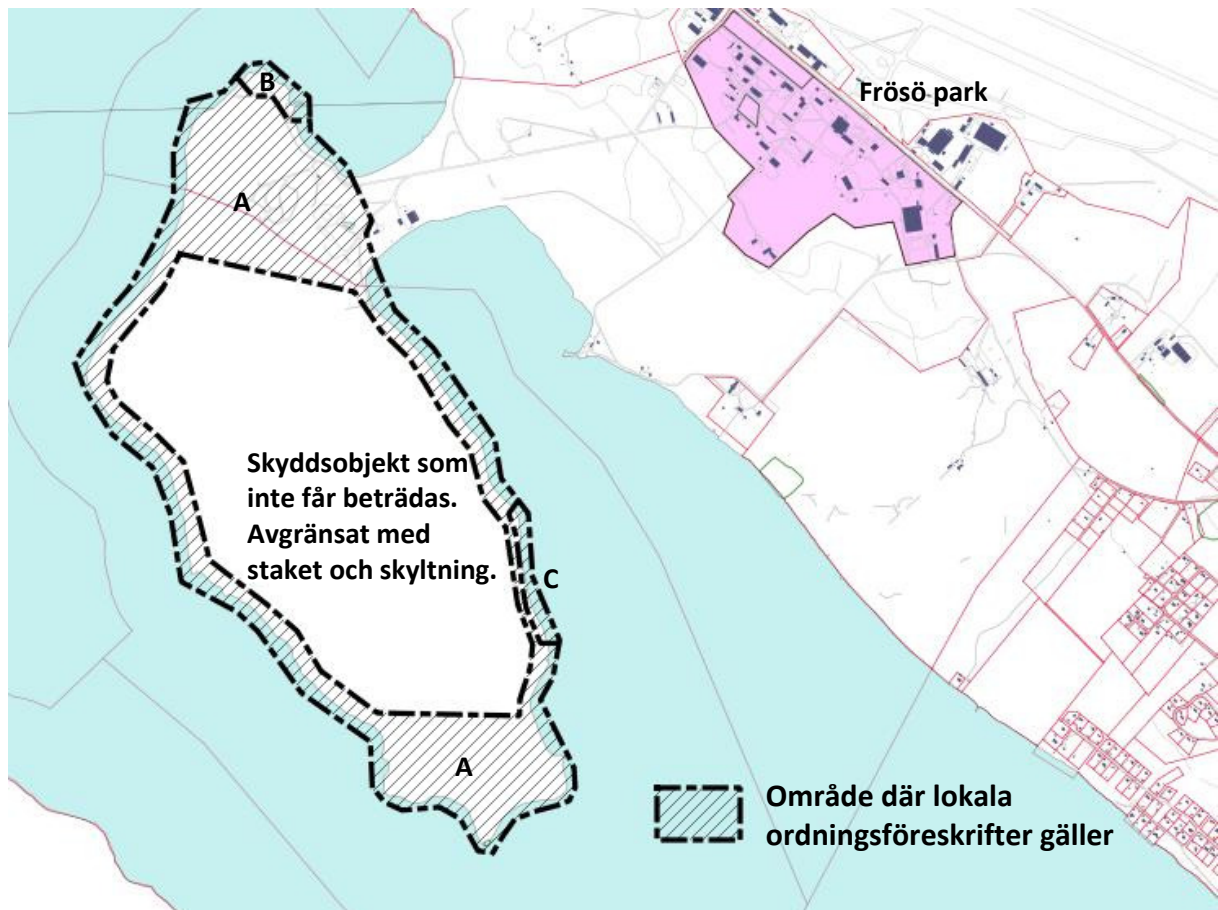 B
Frösö park
A
Skyddsobjekt som
inte får beträdas.
Avgränsat med
staket och skyltning.
C
A
Område där lokala
ordningsföreskrifter gäller